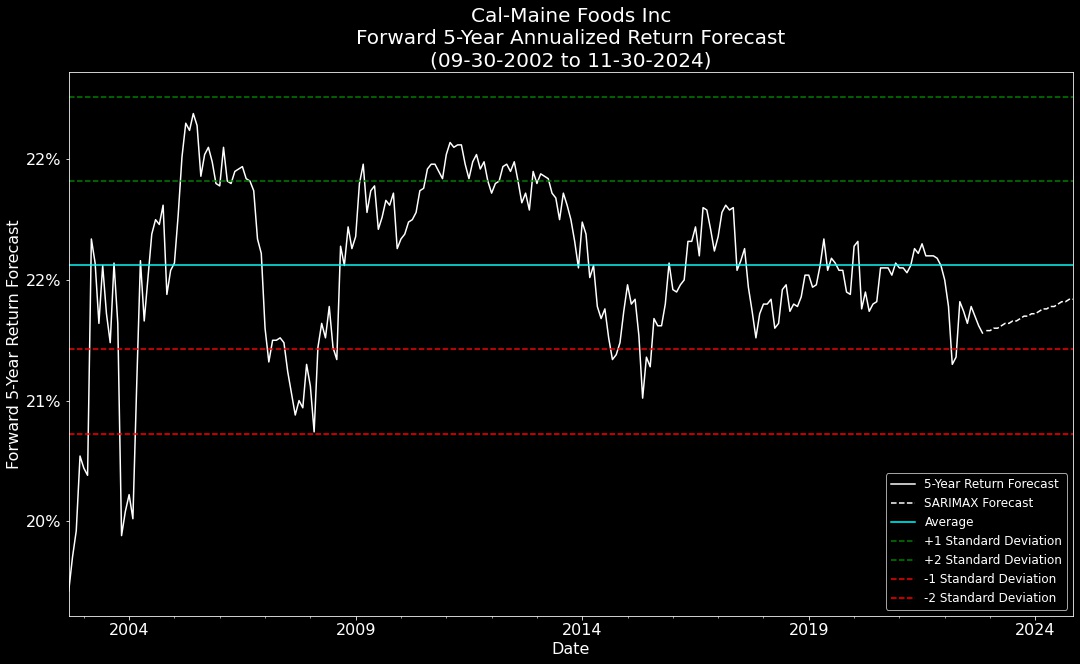 Cal-Maine Foods Inc
Forward 5-Year Annualized Return Forecast
(09-30-2002 to 11-30-2024)
Forward 5-Year Return Forecast
22%
22%
21%
20%
5-Year Return Forecast
SARIMAX Forecast
Average
+1 Standard Deviation
+2 Standard Deviation
-1 Standard Deviation
-2 Standard Deviation
2004
2009
2014
2019
2024
Date